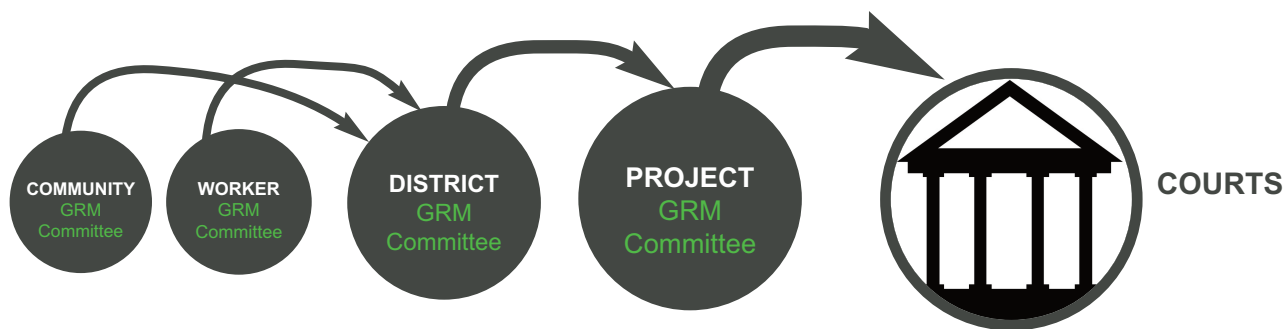 COMMUNITY
GRM
Committee
WORKER
GRM
Committee
DISTRICT
GRM
Committee
PROJECT
GRM
Committee
COURTS